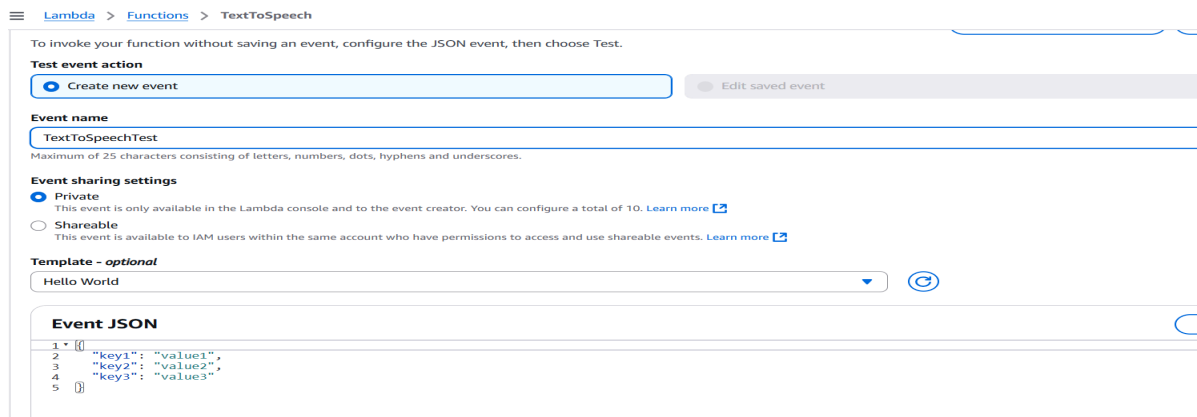 Lambda > Functions > TextToSpeech
To invoke your function without saving an event, configure the JSON event, then choose Test.
Test event action
Create new event
Edit saved event
Event name
TextToSpeechTest
Maximum of 25 characters consisting of letters, numbers, dots, hyphens and underscores.
Event sharing settings
Private
This event is only available in the Lambda console and to the event creator. You can configure a total of 10. Learn more
Shareable
This event is available to IAM users within the same account who have permissions to access and use shareable events. Learn more
Template - optional
Hello World
Event JSON
1 {
2 "key1": "value1",
3 "key2": "value2",
4 "key3": "value3"
5 }